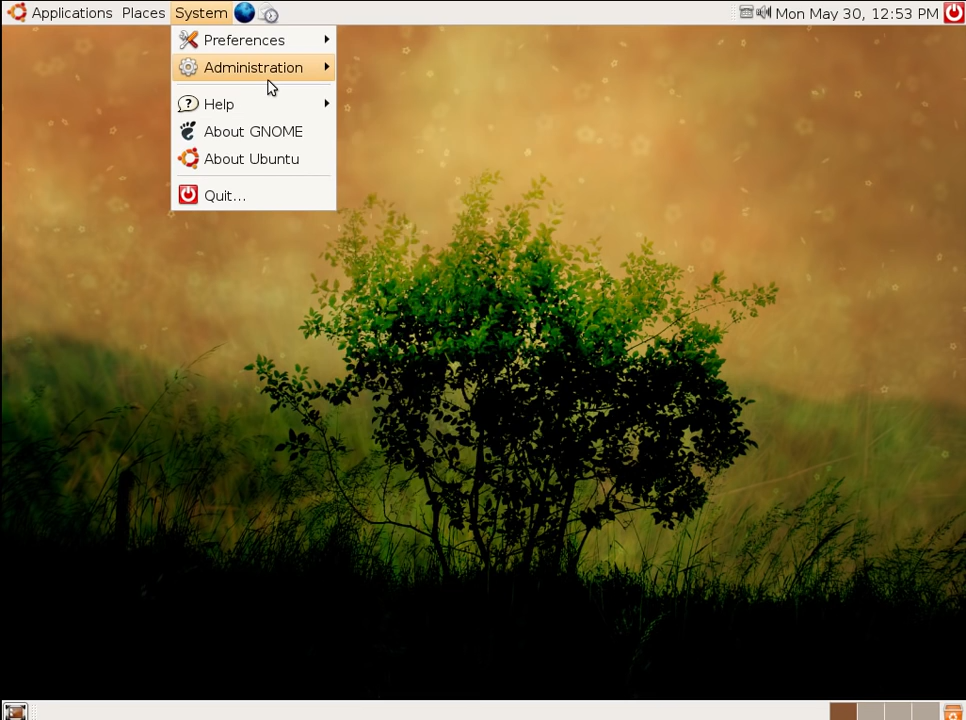 Applications Places System Mon May 30, 12:53 PM
Preferences
Administration
Help
About GNOME
About Ubuntu
Quit...